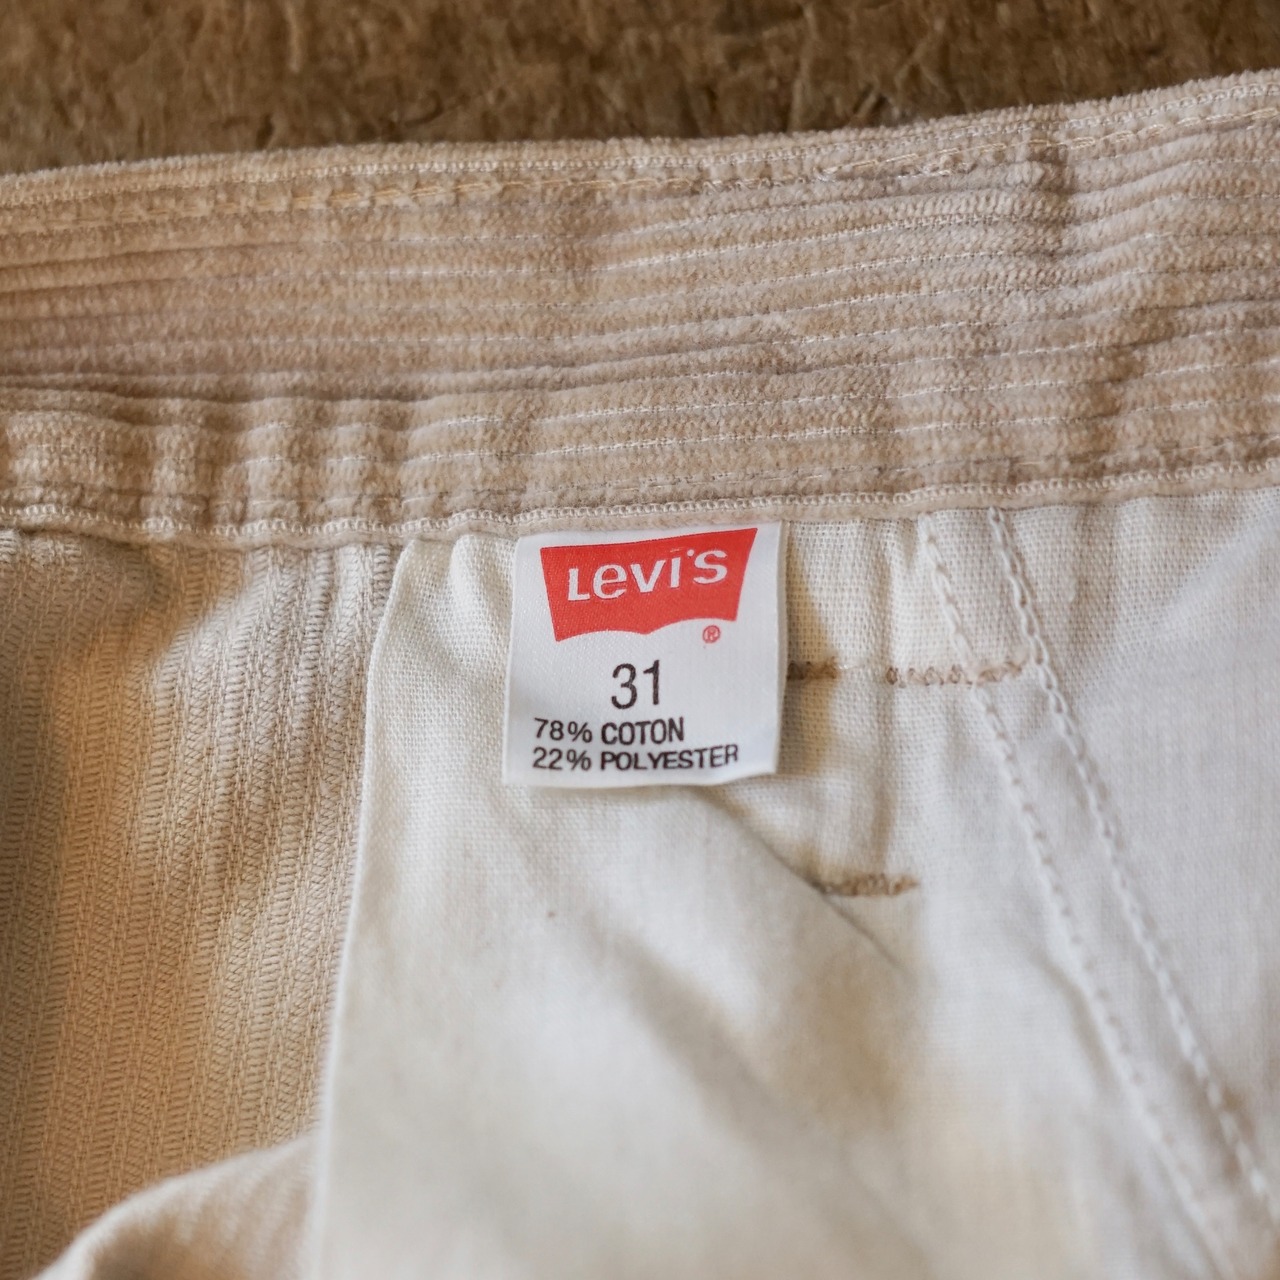 Levi's
®
31
78% COTON
22% POLYESTER